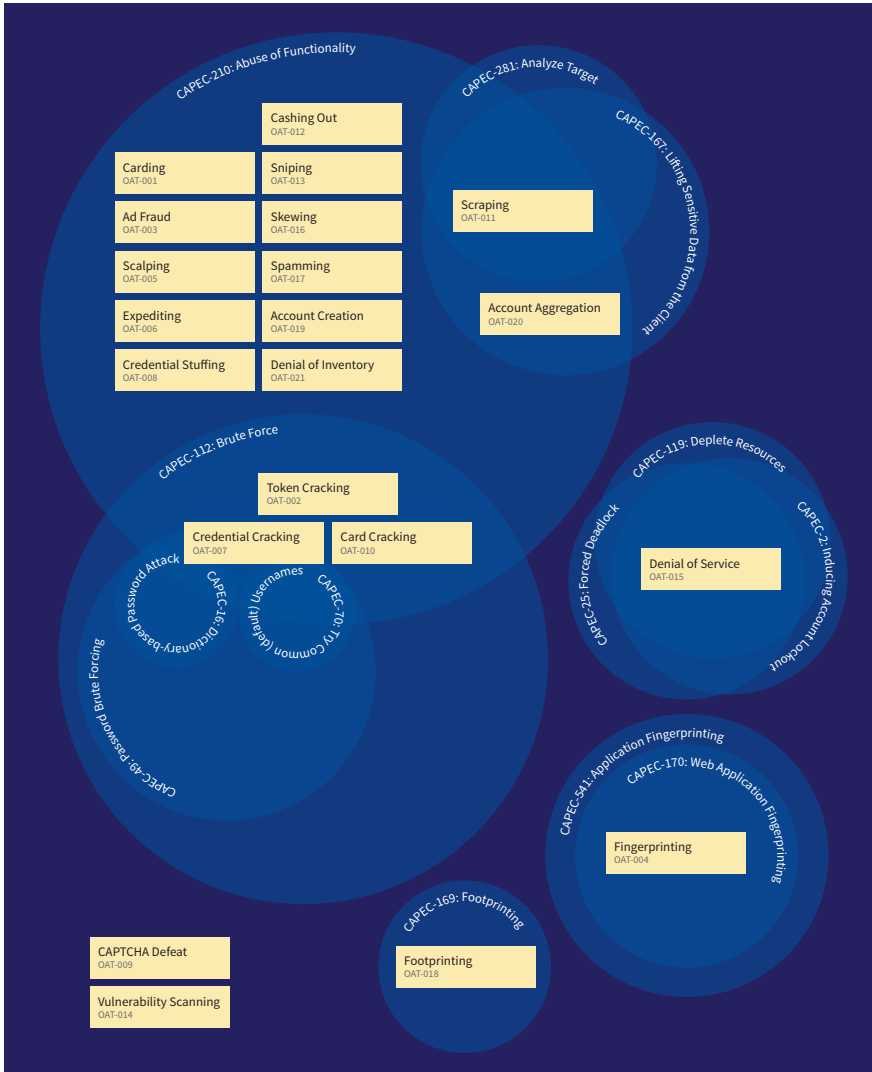 CAPEC-210: Abuse of Functionality
Cashing Out
OAT-012
Carding
OAT-001
Sniping
OAT-013
Ad Fraud
OAT-003
Skewing
OAT-016
Scalping
OAT-005
Spamming
OAT-017
Expediting
OAT-006
Account Creation
OAT-019
Credential Stuffing
OAT-008
Denial of Inventory
OAT-021
CAPEC-281: Analyze Target
CAPEC-167: Lifting Sensitive Data from the Client
Scraping
OAT-011
Account Aggregation
OAT-020
CAPEC-112: Brute Force
Token Cracking
OAT-002
Credential Cracking
OAT-007
Card Cracking
OAT-010
CAPEC-16: Dictionary-based Password Attack
CAPEC-70: Try Common (default) Usernames
CAPEC-49: Password Brute Forcing
CAPEC-119: Deplete Resources
CAPEC-25: Forced Deadlock
CAPEC-2: Inducing Account Lockout
Denial of Service
OAT-015
CAPEC-541: Application Fingerprinting
CAPEC-170: Web Application Fingerprinting
Fingerprinting
OAT-004
CAPEC-169: Footprinting
Footprinting
OAT-018
CAPTCHA Defeat
OAT-009
Vulnerability Scanning
OAT-014